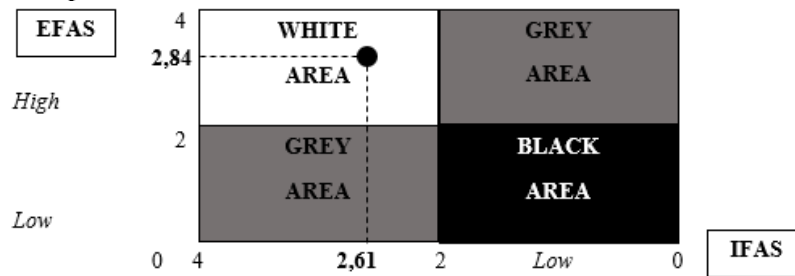 EFAS
4
WHITE
GREY
2,84
AREA
AREA
High
2
GREY
BLACK
AREA
AREA
Low
0
4
2,61
2
Low
0
IFAS